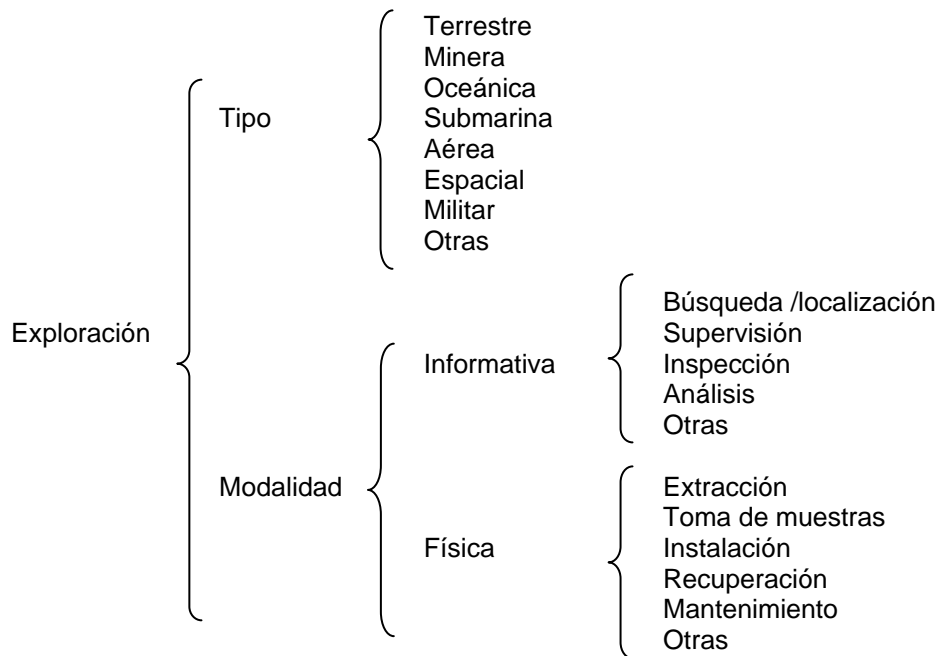 Exploración
Tipo
Terrestre
Minera
Oceánica
Submarina
Aérea
Espacial
Militar
Otras
Modalidad
Informativa
Búsqueda /localización
Supervisión
Inspección
Análisis
Otras
Física
Extracción
Toma de muestras
Instalación
Recuperación
Mantenimiento
Otras